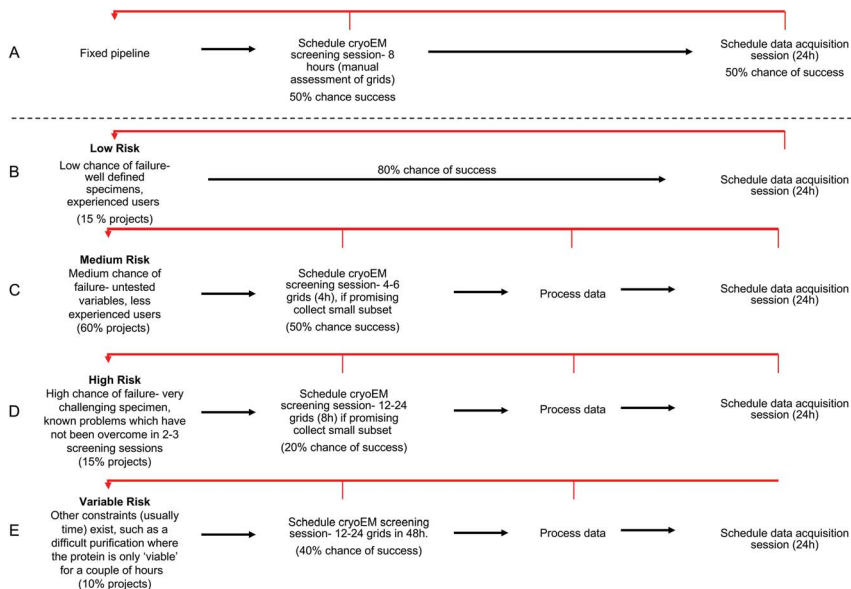 A
Fixed pipeline
Schedule cryoEM
screening session- 8
hours (manual
assessment of grids)
50% chance success
Schedule data acquisition
session (24h)
50% chance of success
B
Low Risk
Low chance of failure-
well defined
specimens,
experienced users
(15 % projects)
80% chance of success
Schedule data acquisition
session (24h)
C
Medium Risk
Medium chance of
failure- untested
variables, less
experienced users
(60% projects)
Schedule cryoEM
screening session- 4-6
grids (4h), if promising
collect small subset
(50% chance success)
Process data
Schedule data acquisition
session (24h)
D
High Risk
High chance of failure- very
challenging specimen,
known problems which have
not been overcome in 2-3
screening sessions
(15% projects)
Schedule cryoEM
screening session- 12-24
grids (8h) if promising
collect small subset
(20% chance of success)
Process data
Schedule data acquisition
session (24h)
E
Variable Risk
Other constraints (usually
time) exist, such as a
difficult purification where
the protein is only ‘viable’
for a couple of hours
(10% projects)
Schedule cryoEM screening
session- 12-24 grids in 48h.
(40% chance of success)
Process data
Schedule data acquisition
session (24h)